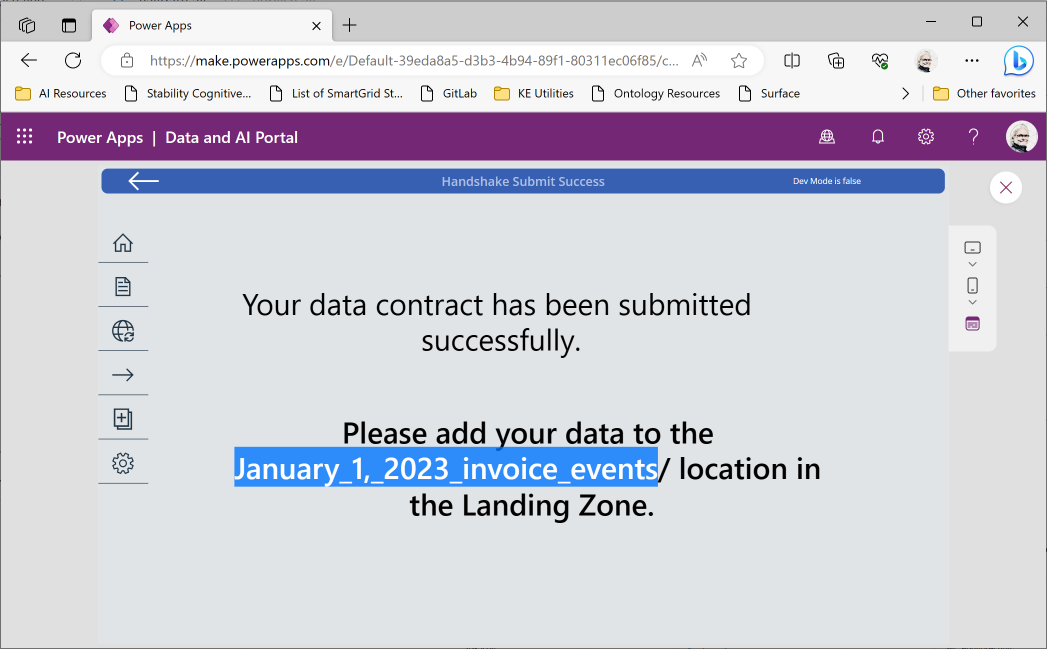 Power Apps
https://make.powerapps.com/e/Default-39eda8a5-d3b3-4b94-89f1-80311ec06f85/c...
AI Resources
Stability Cognitive...
List of SmartGrid St...
GitLab
KE Utilities
Ontology Resources
Surface
Other favorites
Power Apps | Data and AI Portal
Handshake Submit Success
Dev Mode is false
Your data contract has been submitted
successfully.
Please add your data to the
January_1,_2023_invoice_events/ location in
the Landing Zone.